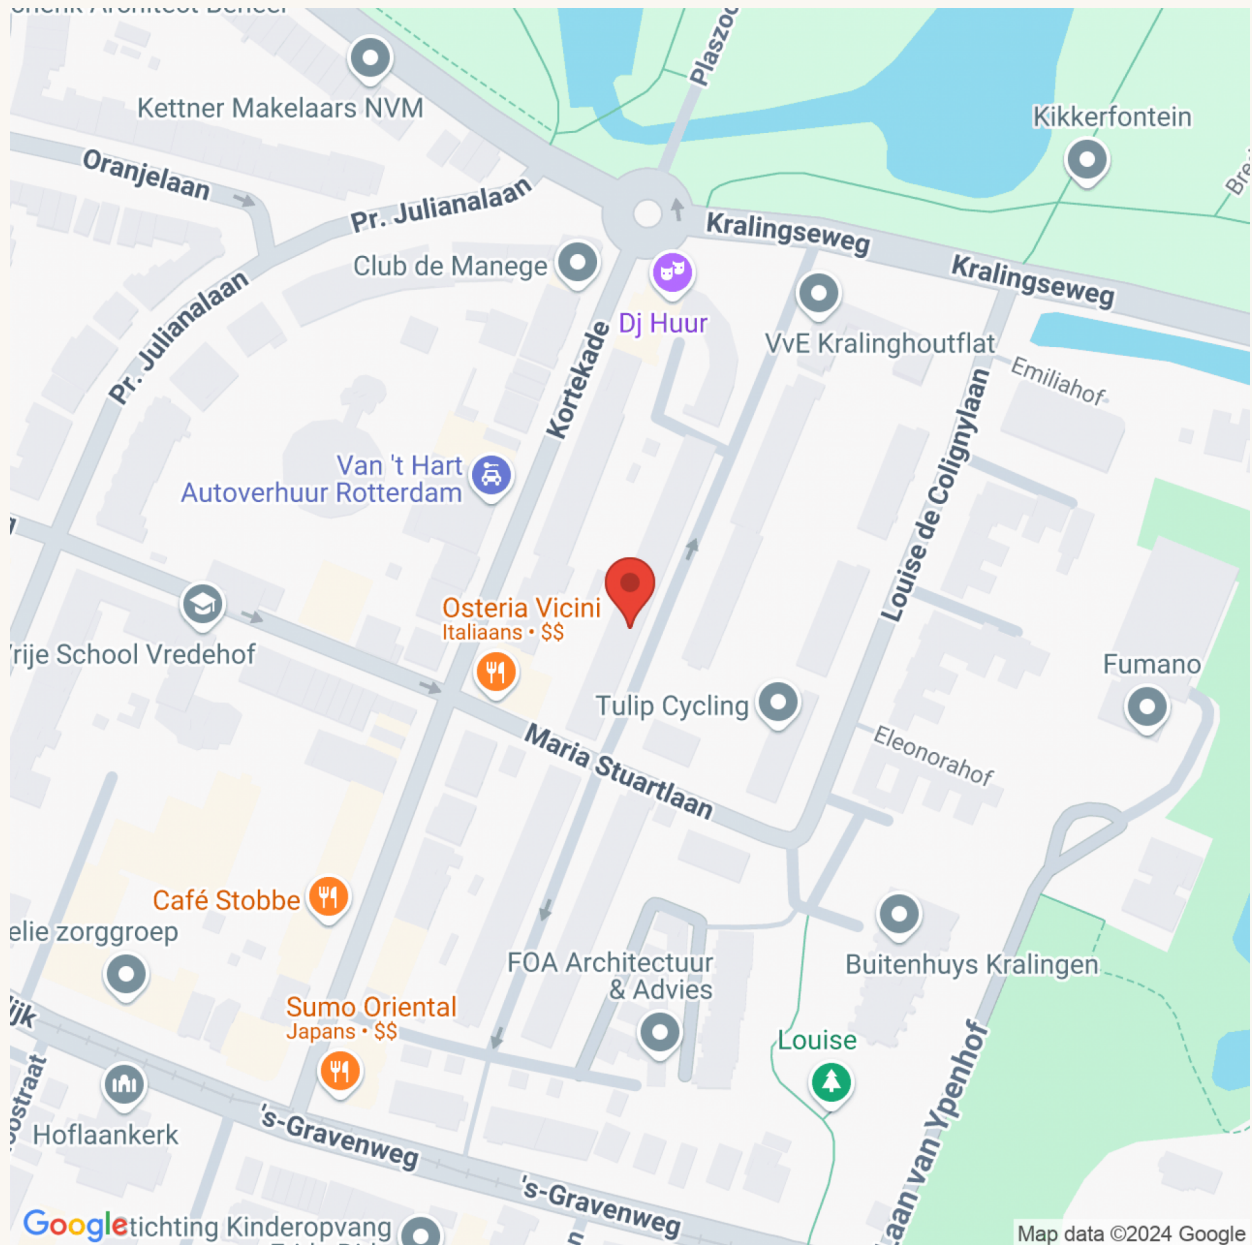 Kettner Makelaars NVM
Kikkerfontein
Oranjelaan
Pr. Julianalaan
Kralingseweg
Kralingseweg
Club de Manege
Pr. Julianalaan
Dj Huur
VvE Kralinghoutflat
Kortekade
Emiliahof
Van 't Hart
Autoverhuur Rotterdam
Louise de Colignylaan
Osteria Vicini
Italiaans • $$
rije School Vredehof
Fumano
Tulip Cycling
Maria Stuartlaan
Eleonorahof
Café Stobbe
elie zorggroep
FOA Architectuur
& Advies
Buitenhuys Kralingen
Sumo Oriental
Japans • $$
Louise
Hoflaankerk
's-Gravenweg
's-Gravenweg
Laan van Ypenhof
Google
tichting Kinderopvang
Map data ©2024 Google